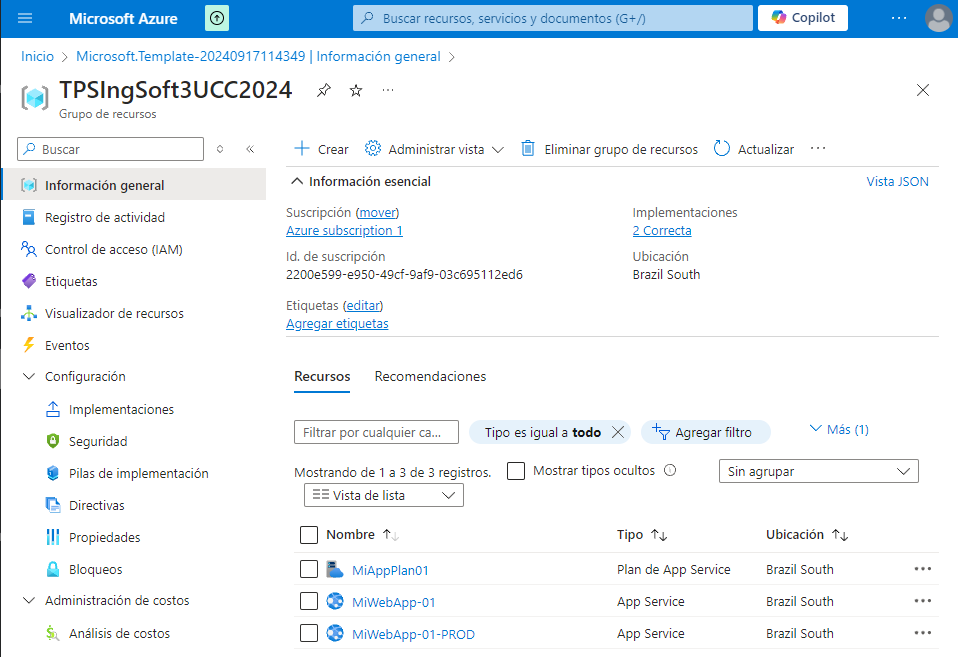 Microsoft Azure
Buscar recursos, servicios y documentos (G+/)
Copilot
Inicio > Microsoft.Template-20240917114349 | Información general >
TPSIngSoft3UCC2024
Grupo de recursos
Buscar
Información general
Registro de actividad
Control de acceso (IAM)
Etiquetas
Visualizador de recursos
Eventos
Configuración
Implementaciones
Seguridad
Pilas de implementación
Directivas
Propiedades
Bloqueos
Administración de costos
Análisis de costos
Crear
Administrar vista
Eliminar grupo de recursos
Actualizar
Información esencial
Vista JSON
Suscripción (mover)
Azure subscription 1
Id. de suscripción
2200e599-e950-49cf-9af9-03c695112ed6
Etiquetas (editar)
Agregar etiquetas
Implementaciones
2 Correcta
Ubicación
Brazil South
Recursos Recomendaciones
Filtrar por cualquier ca...
Tipo es igual a todo
Agregar filtro
Más (1)
Mostrando de 1 a 3 de 3 registros.
Mostrar tipos ocultos
Sin agrupar
Vista de lista
Nombre Tipo Ubicación
MiAppPlan01 Plan de App Service Brazil South
MiWebApp-01 App Service Brazil South
MiWebApp-01-PROD App Service Brazil South